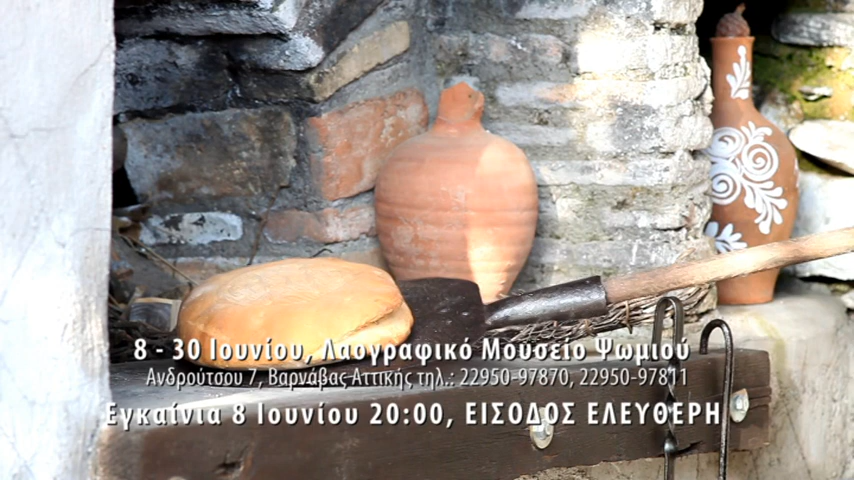 8 - 30 Ιουνίου, Λαογραφικό Μουσείο Ψωμιού
Ανδρούτσου 7, Βαρνάβας Αττικής τηλ.: 22950-97870, 22950-97811
Εγκαίνια 8 Ιουνίου 20:00, ΕΙΣΟΔΟΣ ΕΛΕΥΘΕΡΗ